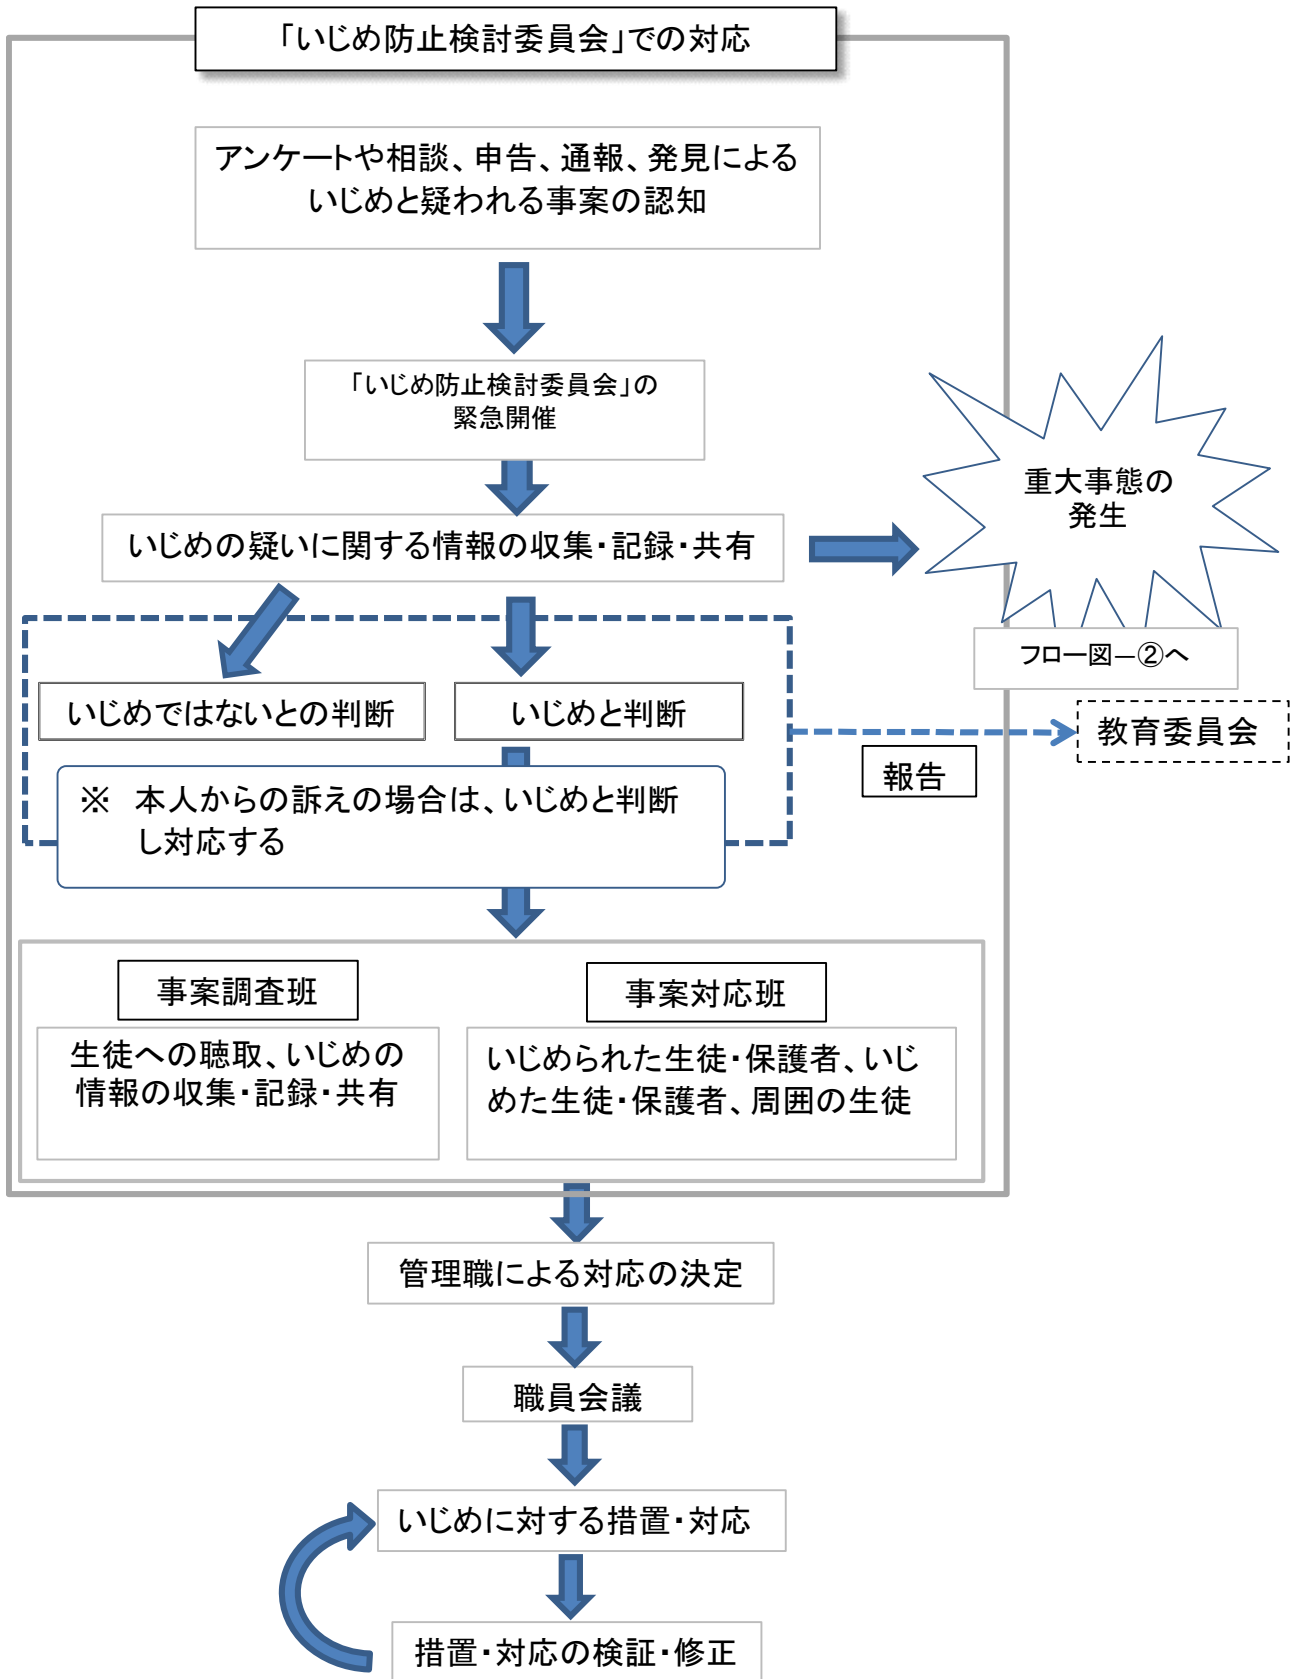 「いじめ防止検討委員会」での対応
アンケートや相談、申告、通報、発見による
いじめと疑われる事案の認知
「いじめ防止検討委員会」の
緊急開催
いじめの疑いに関する情報の収集・記録・共有
重大事態の
発生
フロー図―②へ
いじめではないとの判断
いじめと判断
報告
教育委員会
※ 本人からの訴えの場合は、いじめと判断
し対応する
事案調査班
生徒への聴取、いじめの
情報の収集・記録・共有
事案対応班
いじめられた生徒・保護者、いじ
めた生徒・保護者、周囲の生徒
管理職による対応の決定
職員会議
いじめに対する措置・対応
措置・対応の検証・修正